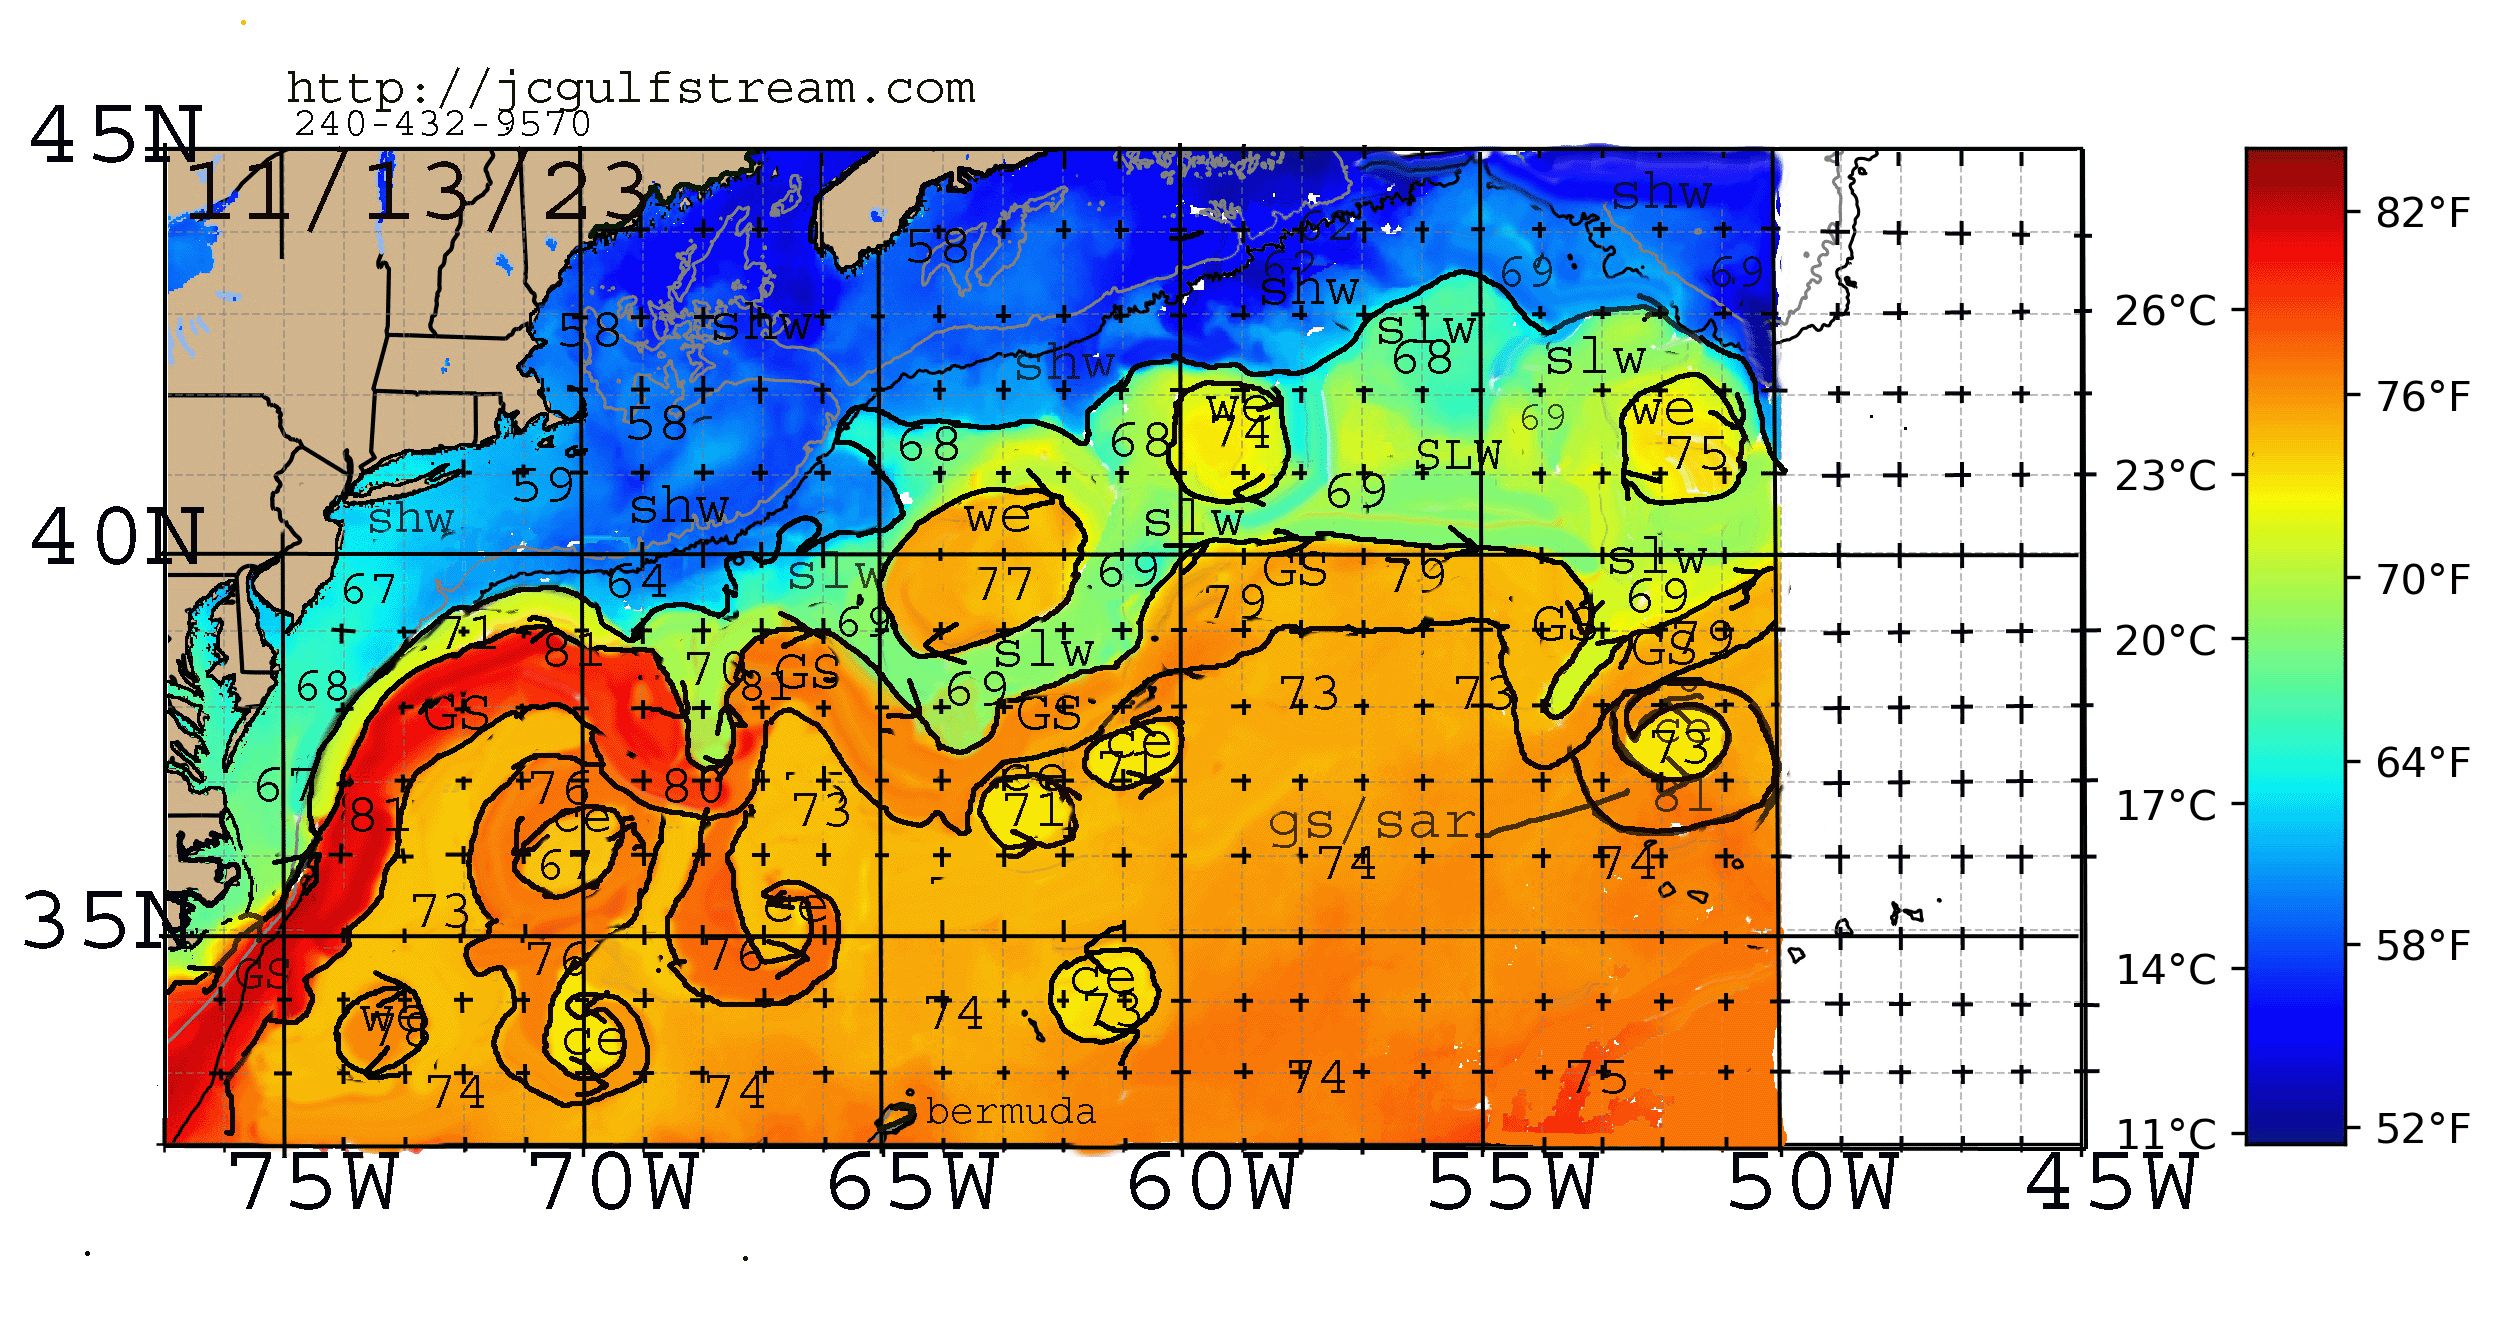 http://jcgulfstream.com
240-432-9570
45N
11/13/23
shw
82°F
58
62
62
69
69
shw
26°C
58
shw
slw
shw
68
slw
76°F
we
74
69
we
58
68
68
SLW
75
23°C
59
shw
69
shw
we
slw
40N
67
64
slw
77
69
GS
79
slw
70°F
79
69
71
69
GS
20°C
81
slw
79
GS
68
70
81
GS
69
73
73
GS
GS
ce
ce
73
64°F
67
76
80
ce
71
81
17°C
81
ce
73
71
gs/sar
67
74
74
73
ce
35N
GS
76
76
ce
58°F
14°C
we
78
74
73
ce
74
74
74
75
bermuda
11°C
52°F
75W
70W
65W
60W
55W
50W
45W